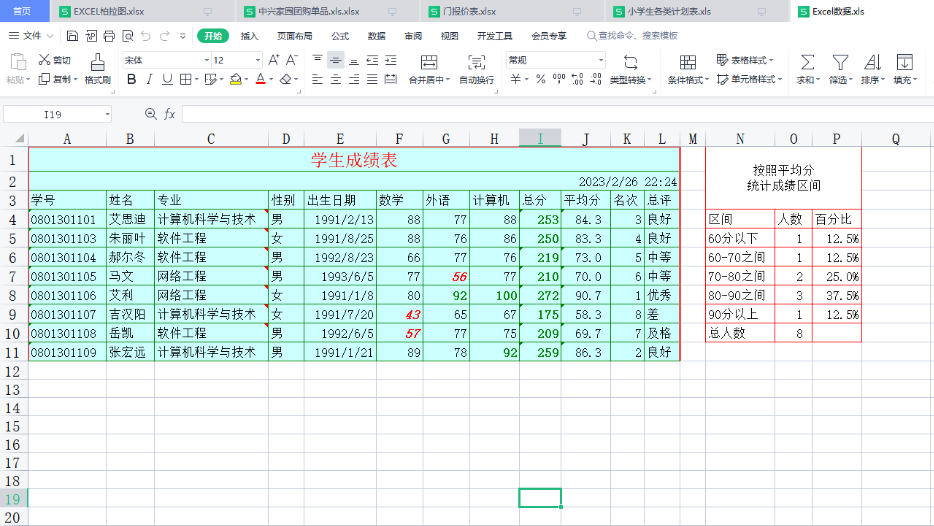 首页 EXCEL柏拉图.xlsx 中兴家园团购单品.xls.xlsx 门报价表.xlsx 小学生各类计划表.xls Excel数据.xls
文件 开始 插入 页面布局 公式 数据 审阅 视图 开发工具 会员专享 查找命令、搜索模板
粘贴 剪切 复制 格式刷 宋体 12 A⁺ A⁻ B I U A 合并居中 自动换行 常规 ¥ % 类型转换 条件格式 表格样式 单元格样式 求和 筛选 排序 填充
I19 fx
A B C D E F G H I J K L M N O P Q
1 学生成绩表 按照平均分
统计成绩区间
2 2023/2/26 22:24
3 学号 姓名 专业 性别 出生日期 数学 外语 计算机 总分 平均分 名次 总评
4 0801301101 艾思迪 计算机科学与技术 男 1991/2/13 88 77 88 253 84.3 3 良好 区间 人数 百分比
5 0801301103 朱丽叶 软件工程 女 1991/8/25 88 76 86 250 83.3 4 良好 60分以下 1 12.5%
6 0801301104 郝尔冬 软件工程 男 1992/8/23 66 77 76 219 73.0 5 中等 60-70之间 1 12.5%
7 0801301105 马文 网络工程 男 1993/6/5 77 56 77 210 70.0 6 中等 70-80之间 2 25.0%
8 0801301106 艾利 网络工程 女 1991/1/8 80 92 100 272 90.7 1 优秀 80-90之间 3 37.5%
9 0801301107 吉汉阳 计算机科学与技术 女 1991/7/20 43 65 67 175 58.3 8 差 90分以上 1 12.5%
10 0801301108 岳凯 软件工程 男 1992/6/5 57 77 75 209 69.7 7 及格 总人数 8
11 0801301109 张宏远 计算机科学与技术 男 1991/1/21 89 78 92 259 86.3 2 良好
12
13
14
15
16
17
18
19
20